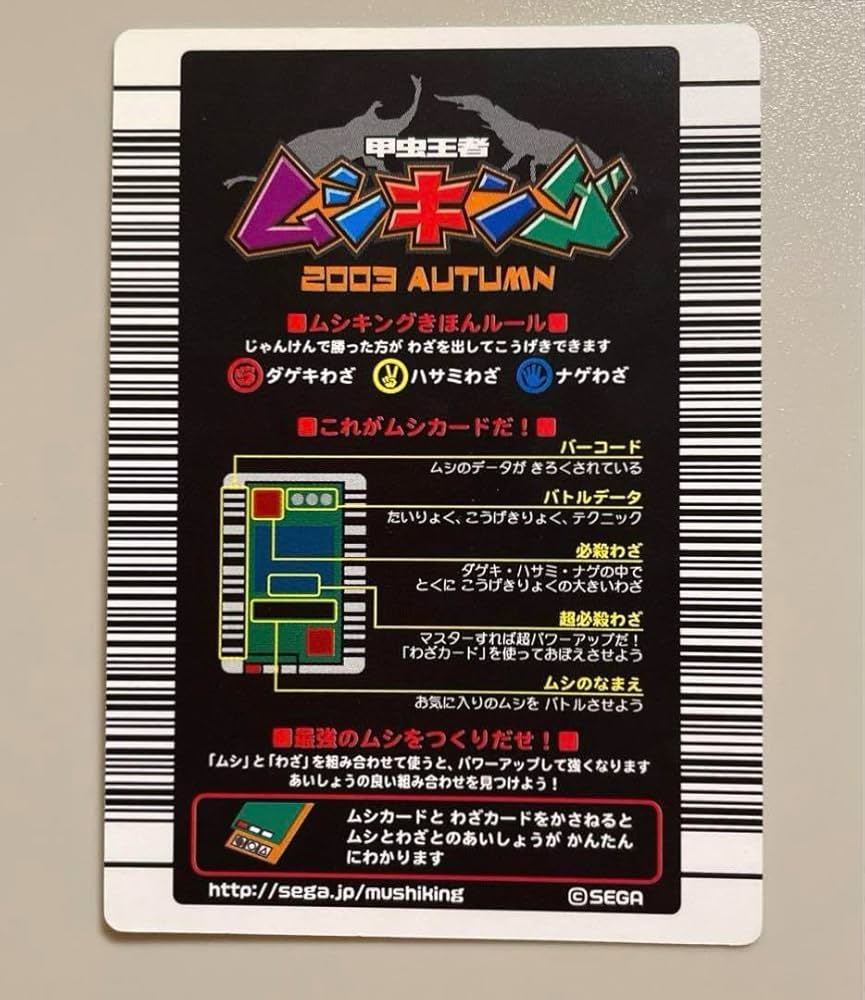 甲虫王者
ムシキング
2003 AUTUMN
ムシキングきほんルール
じゃんけんで勝った方が わざを出してこうげきできます
ダゲキわざ ハサミわざ ナゲわざ
これがムシカードだ！
バーコード
ムシのデータが きろくされている
バトルデータ
たいりょく、こうげきりょく、テクニック
必殺わざ
ダゲキ・ハサミ・ナゲの中で
とくに こうげきりょくの大きいわざ
超必殺わざ
マスターすれば超パワーアップだ！
「わざカード」を使っておぼえさせよう
ムシのなまえ
お気に入りのムシを バトルさせよう
最強のムシをつくりだせ！
「ムシ」と「わざ」を組み合わせて使うと、パワーアップして強くなります
あいしょうの良い組み合わせを見つけよう！
ムシカードと わざカードをかさねると
ムシとわざとのあいしょうが かんたん
にわかります
http://sega.jp/mushiking
©SEGA